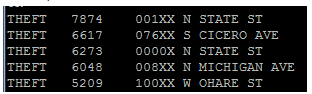 THEFT 7874 001XX N STATE ST
THEFT 6617 076XX S CICERO AVE
THEFT 6273 0000X N STATE ST
THEFT 6048 008XX N MICHIGAN AVE
THEFT 5209 100XX W OHARE ST